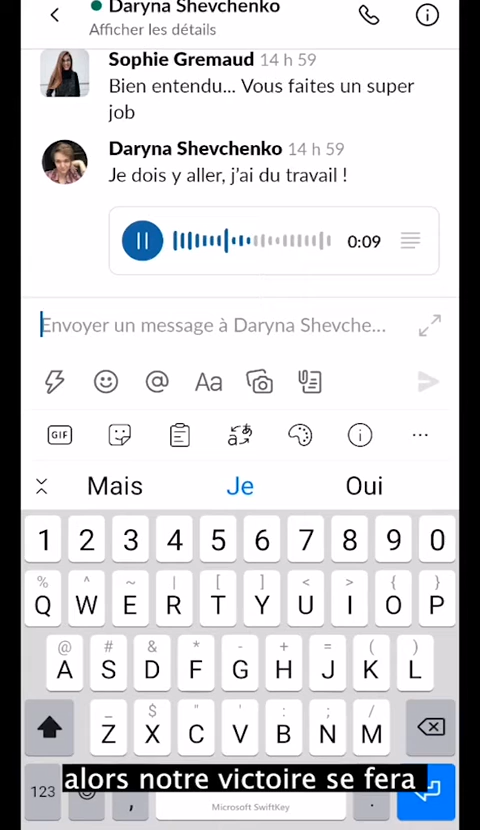 Daryna Shevchenko
Afficher les détails
Sophie Gremaud 14 h 59
Bien entendu... Vous faites un super
job
Daryna Shevchenko 14 h 59
Je dois y aller, j'ai du travail !
0:09
Envoyer un message à Daryna Shevche...
@ Aa
GIF
Mais Je Oui
1 2 3 4 5 6 7 8 9 0
% ^ ~ | [ ] < > { }
Q W E R T Y U I O P
@ # & * - + = ( )
A S D F G H J K L
_ $ " ' : ; /
Z X C V B N M
alors notre victoire se fera
123 , .
Microsoft SwiftKey